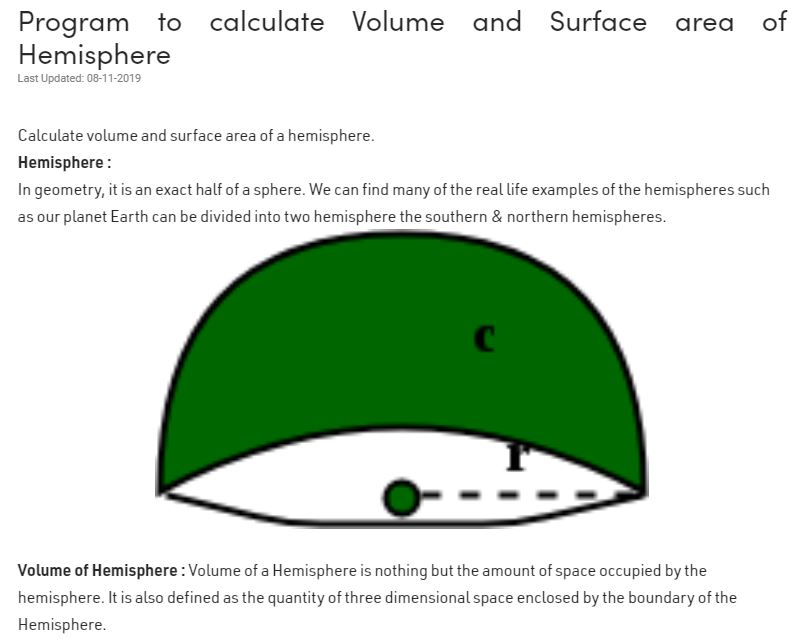 Program to calculate Volume and Surface area of
Hemisphere
Last Updated: 08-11-2019
Calculate volume and surface area of a hemisphere.
Hemisphere :
In geometry, it is an exact half of a sphere. We can find many of the real life examples of the hemispheres such
as our planet Earth can be divided into two hemisphere the southern & northern hemispheres.
c
r
Volume of Hemisphere : Volume of a Hemisphere is nothing but the amount of space occupied by the
hemisphere. It is also defined as the quantity of three dimensional space enclosed by the boundary of the
Hemisphere.